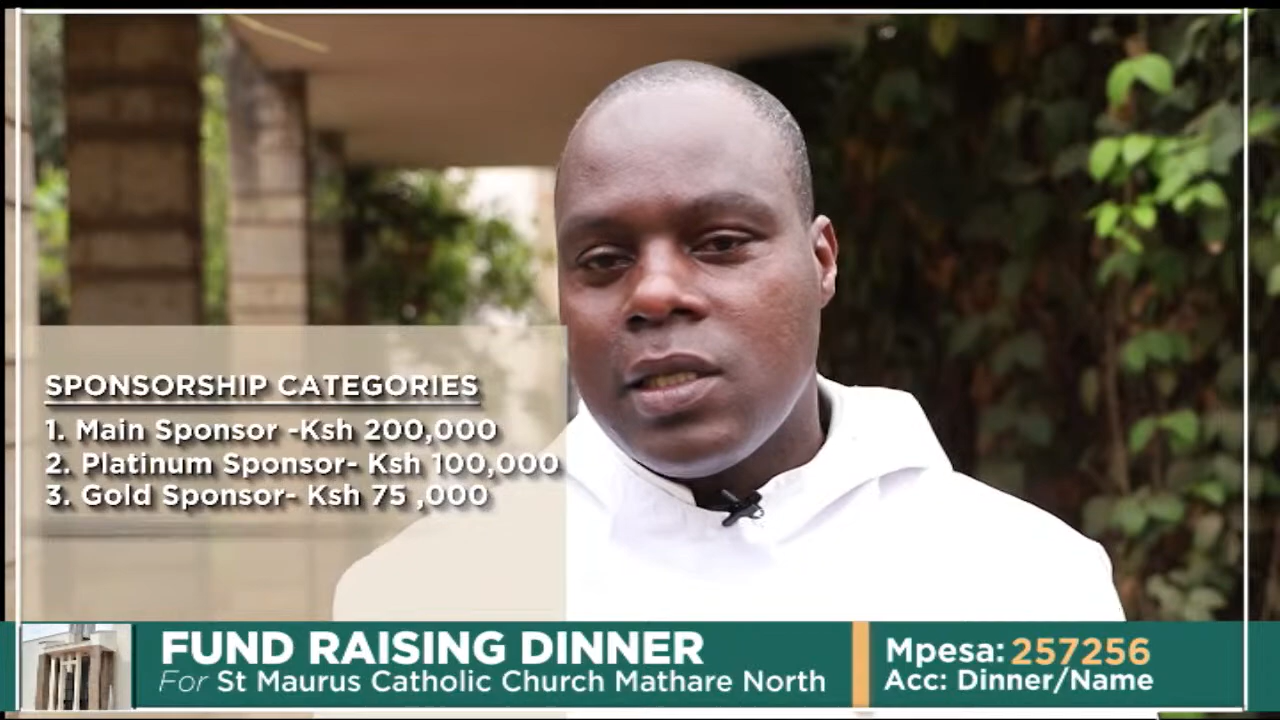 SPONSORSHIP CATEGORIES
1. Main Sponsor -Ksh 200,000
2. Platinum Sponsor- Ksh 100,000
3. Gold Sponsor- Ksh 75 ,000
FUND RAISING DINNER
For St Maurus Catholic Church Mathare North
Mpesa: 257256
Acc: Dinner/Name